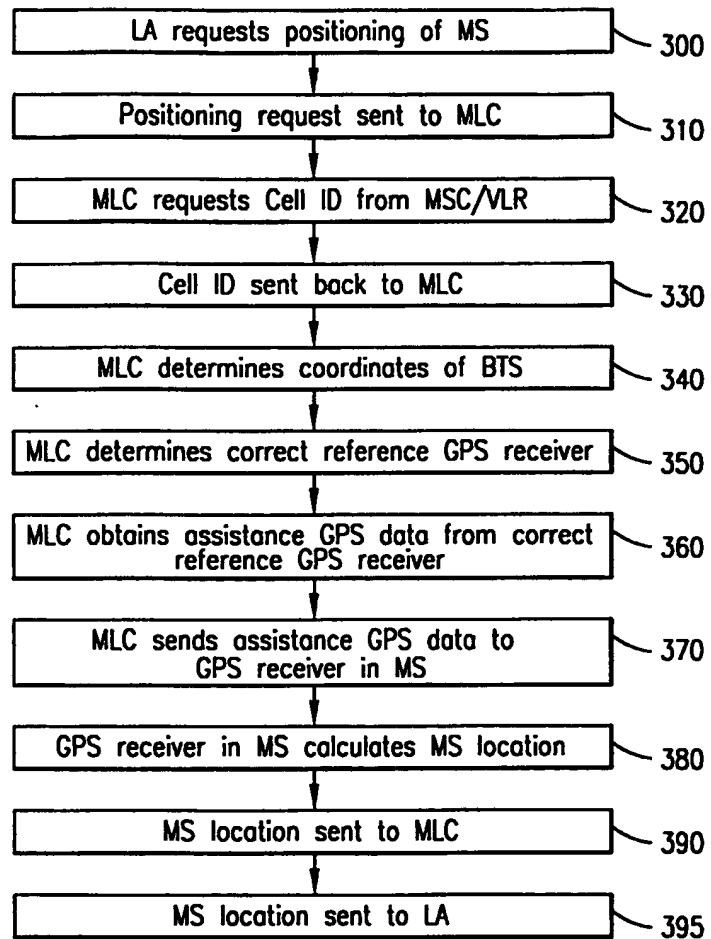 LA requests positioning of MS
300
Positioning request sent to MLC
310
MLC requests Cell ID from MSC/VLR
320
Cell ID sent back to MLC
330
MLC determines coordinates of BTS
340
MLC determines correct reference GPS receiver
350
MLC obtains assistance GPS data from correct
reference GPS receiver
360
MLC sends assistance GPS data to
GPS receiver in MS
370
GPS receiver in MS calculates MS location
380
MS location sent to MLC
390
MS location sent to LA
395